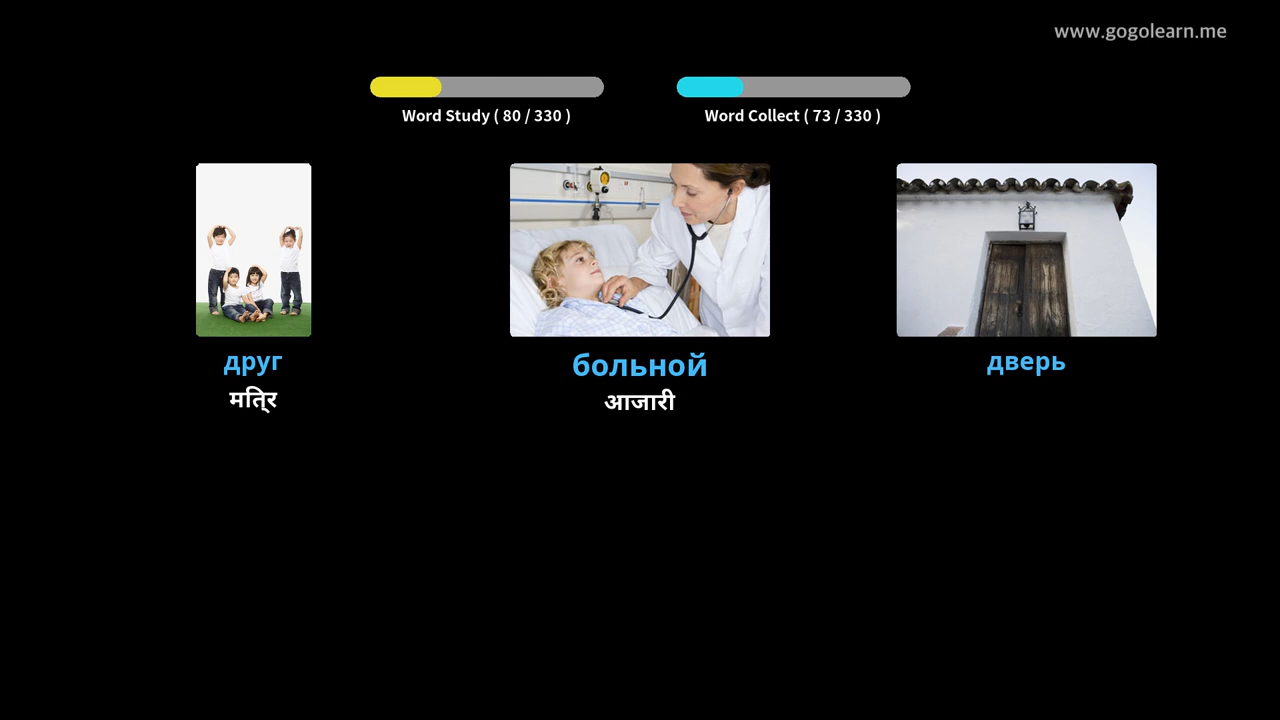 www.gogolearn.me
Word Study ( 80 / 330 )
Word Collect ( 73 / 330 )
друг
больной
дверь
मित्र
आजारी